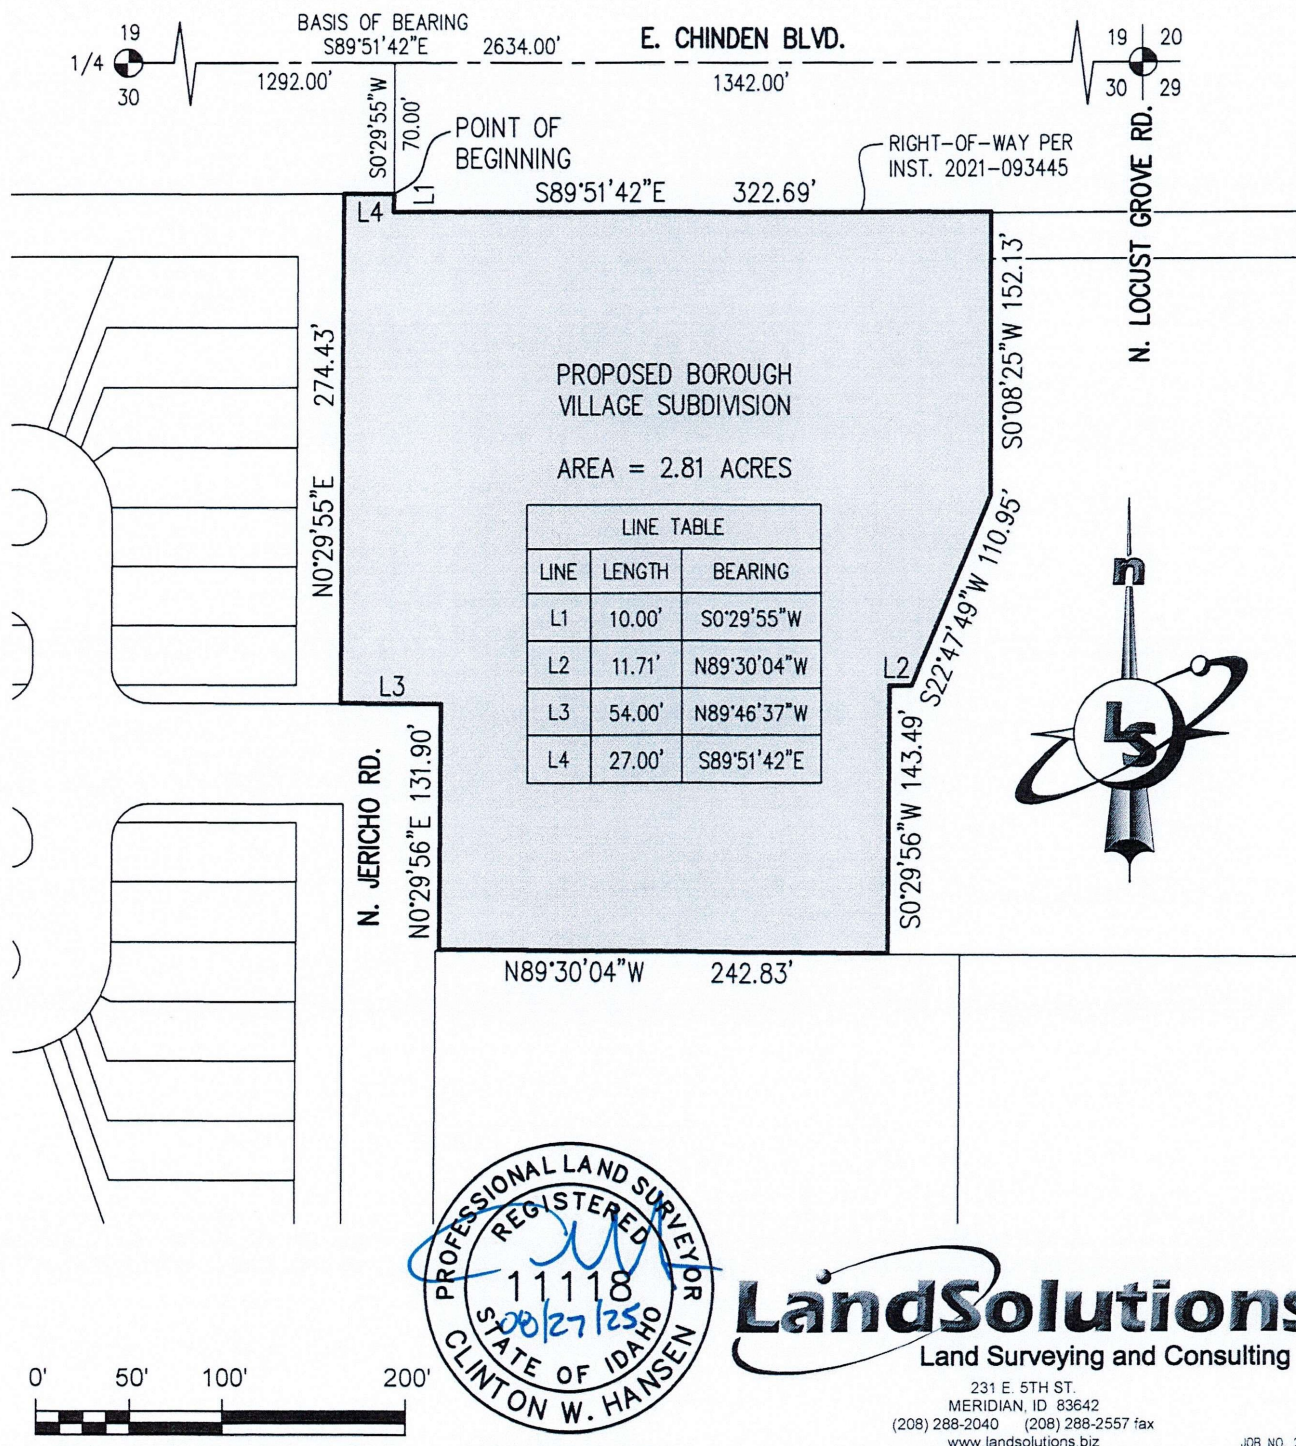 BASIS OF BEARING
S89°51'42"E 2634.00'
E. CHINDEN BLVD.
19
1/4
30
1292.00'
1342.00'
19 20
30 29
S0°29'55"W
70.00'
POINT OF
BEGINNING
RIGHT-OF-WAY PER
INST. 2021-093445
N. LOCUST GROVE RD.
L4
L1
S89°51'42"E 322.69'
S0°08'25"W 152.13'
N0°29'55"E 274.43'
PROPOSED BOROUGH
VILLAGE SUBDIVISION
AREA = 2.81 ACRES
LINE TABLE
LINE LENGTH BEARING
L1 10.00' S0°29'55"W
L2 11.71' N89°30'04"W
L3 54.00' N89°46'37"W
L4 27.00' S89°51'42"E
S22°47'49"W 110.95'
L2
L3
n
LS
N. JERICHO RD.
N0°29'56"E 131.90'
S0°29'56"W 143.49'
N89°30'04"W 242.83'
PROFESSIONAL LAND SURVEYOR
REGISTERED
11118
08/27/25
STATE OF IDAHO
CLINTON W. HANSEN
0' 50' 100' 200'
LandSolutions
Land Surveying and Consulting
231 E. 5TH ST.
MERIDIAN, ID 83642
(208) 288-2040 (208) 288-2557 fax
www.landsolutions.biz
JOB NO.